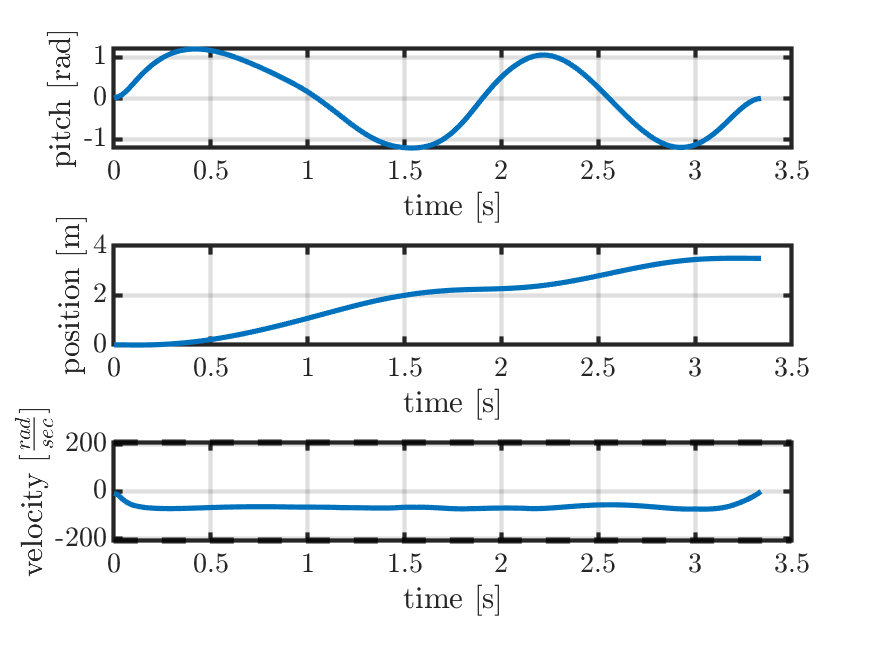 pitch [rad]
1
0
-1
0 0.5 1 1.5 2 2.5 3 3.5
time [s]
position [m]
4
2
0
0 0.5 1 1.5 2 2.5 3 3.5
time [s]
velocity [rad/sec]
200
0
-200
0 0.5 1 1.5 2 2.5 3 3.5
time [s]